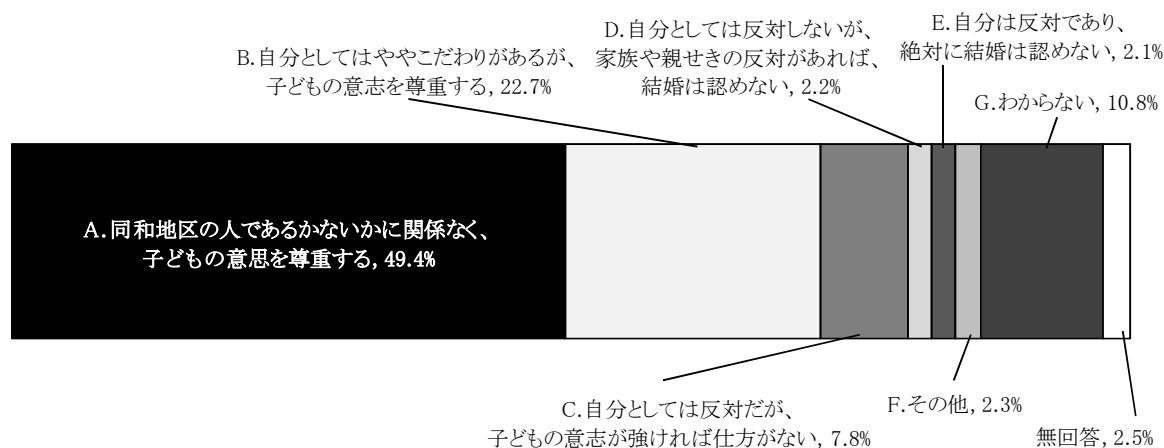 B.自分としてはややこだわりがあるが、
子どもの意志を尊重する, 22.7%
D.自分としては反対しないが、
家族や親せきの反対があれば、
結婚は認めない, 2.2%
E.自分は反対であり、
絶対に結婚は認めない, 2.1%
G.わからない, 10.8%
A.同和地区の人であるかないかに関係なく、
子どもの意思を尊重する, 49.4%
C.自分としては反対だが、
子どもの意志が強ければ仕方がない, 7.8%
F.その他, 2.3%
無回答, 2.5%